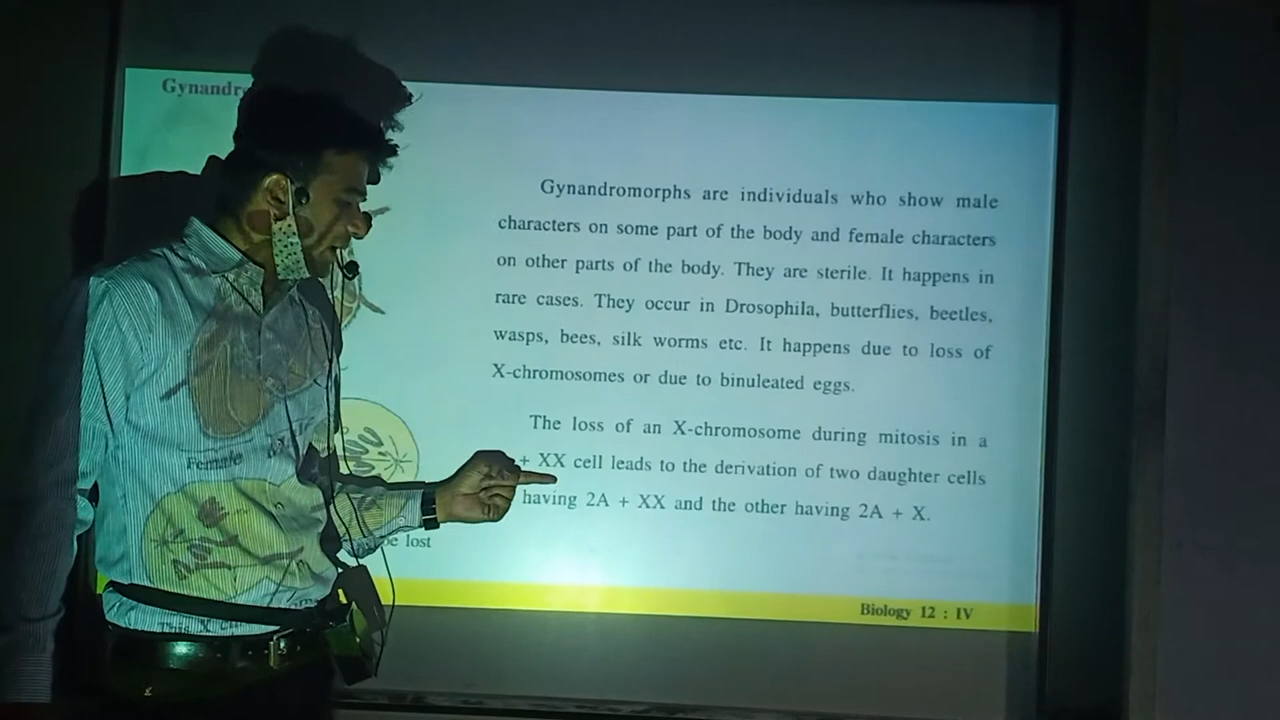 Gynandr
Gynandromorphs are individuals who show male
characters on some part of the body and female characters
on other parts of the body. They are sterile. It happens in
rare cases. They occur in Drosophila, butterflies, beetles,
wasps, bees, silk worms etc. It happens due to loss of
X-chromosomes or due to binuleated eggs.
The loss of an X-chromosome during mitosis in a
+ XX cell leads to the derivation of two daughter cells
having 2A + XX and the other having 2A + X.
Female
be lost
Biology 12 : IV